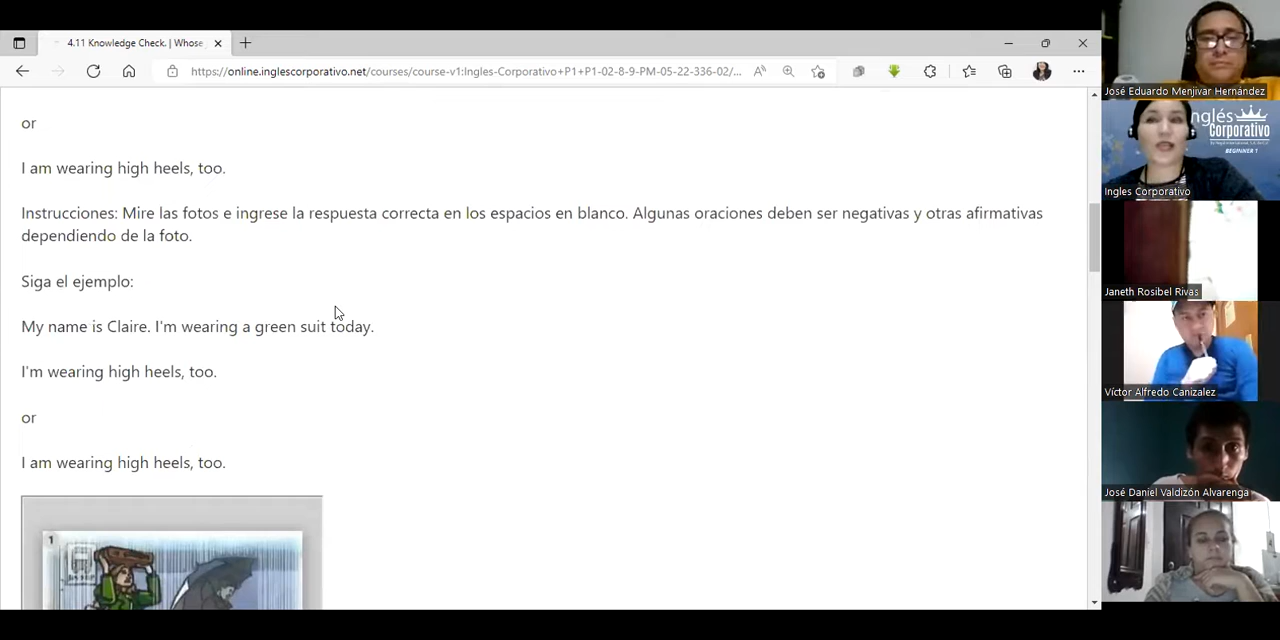 4.11 Knowledge Check. | Whose
https://online.inglescorporativo.net/courses/course-v1:Ingles-Corporativo+P1+P1-02-8-9-PM-05-22-336-02/...
or
I am wearing high heels, too.
Instrucciones: Mire las fotos e ingrese la respuesta correcta en los espacios en blanco. Algunas oraciones deben ser negativas y otras afirmativas
dependiendo de la foto.
Siga el ejemplo:
My name is Claire. I'm wearing a green suit today.
I'm wearing high heels, too.
or
I am wearing high heels, too.
1
José Eduardo Menjivar Hernández
Inglés
Corporativo
BEGINNER 1
Ingles Corporativo
Janeth Rosibel Rivas
Víctor Alfredo Canizalez
José Daniel Valdizón Alvarenga